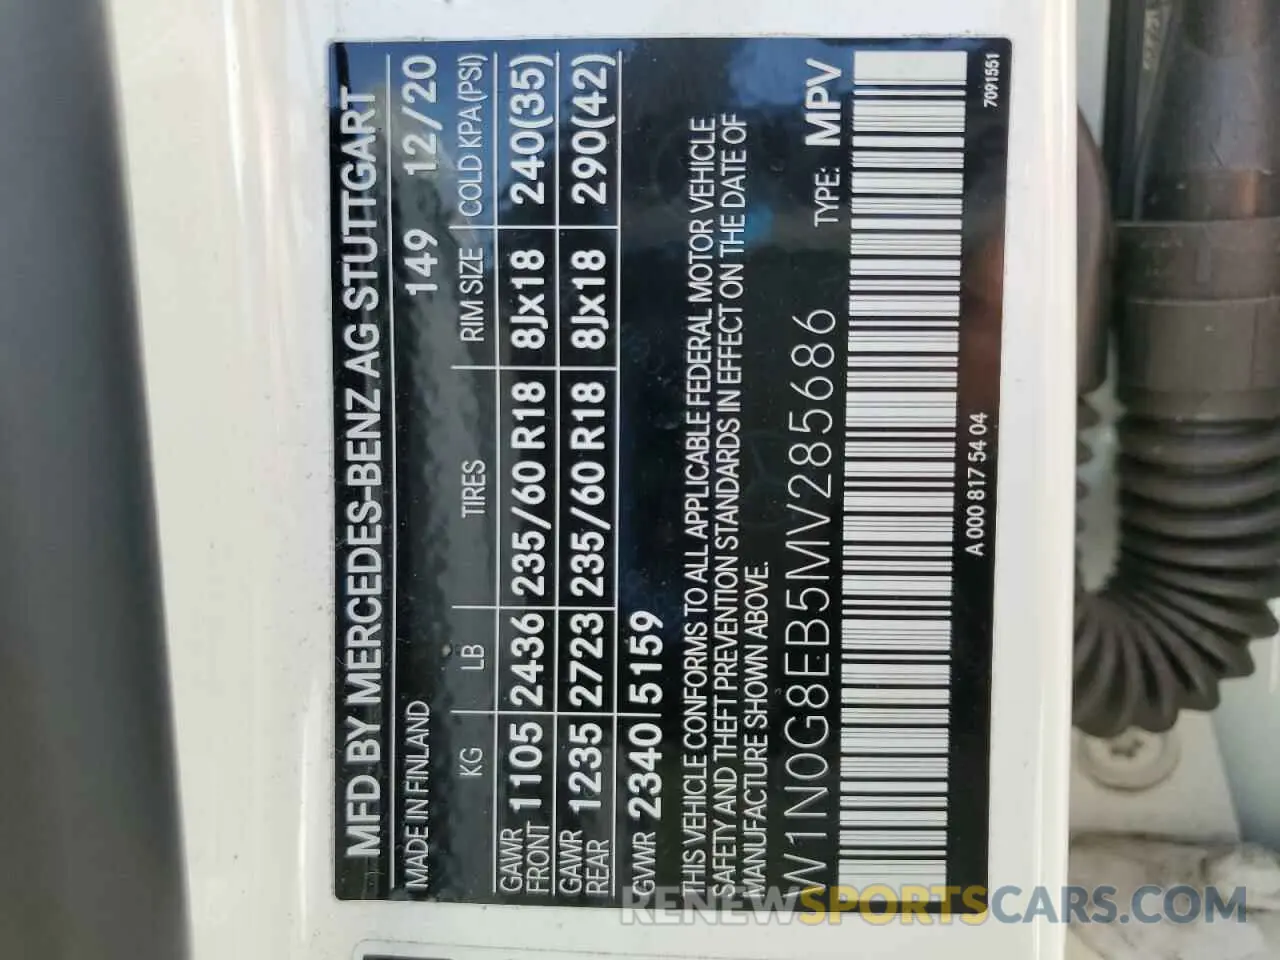 MFD BY MERCEDES-BENZ AG STUTTGART
MADE IN FINLAND 149 12/20
KG LB TIRES RIM SIZE COLD KPA(PSI)
GAWR FRONT 1105 2436 235/60 R18 8Jx18 240(35)
GAWR REAR 1235 2723 235/60 R18 8Jx18 290(42)
GVWR 2340 5159
THIS VEHICLE CONFORMS TO ALL APPLICABLE FEDERAL MOTOR VEHICLE
SAFETY AND THEFT PREVENTION STANDARDS IN EFFECT ON THE DATE OF
MANUFACTURE SHOWN ABOVE.
W1N0G8EB5MV285686 TYPE: MPV
A 000 817 54 04 7091551
RENEWSPORTSCARS.COM